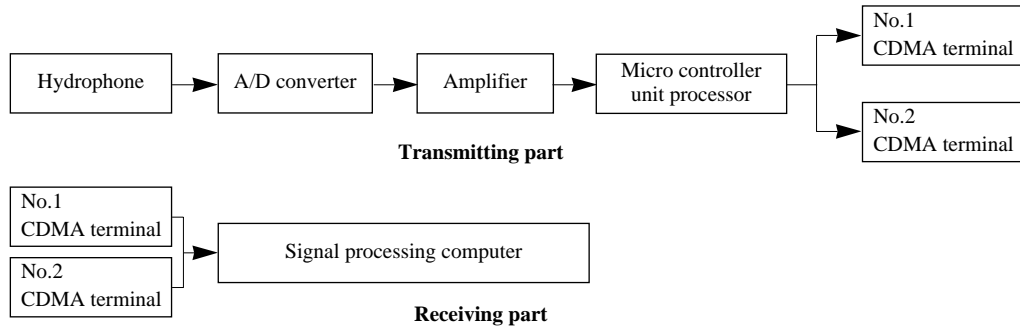 No.1
CDMA terminal
Hydrophone
A/D converter
Amplifier
Micro controller
unit processor
No.2
CDMA terminal
Transmitting part
No.1
CDMA terminal
Signal processing computer
No.2
CDMA terminal
Receiving part